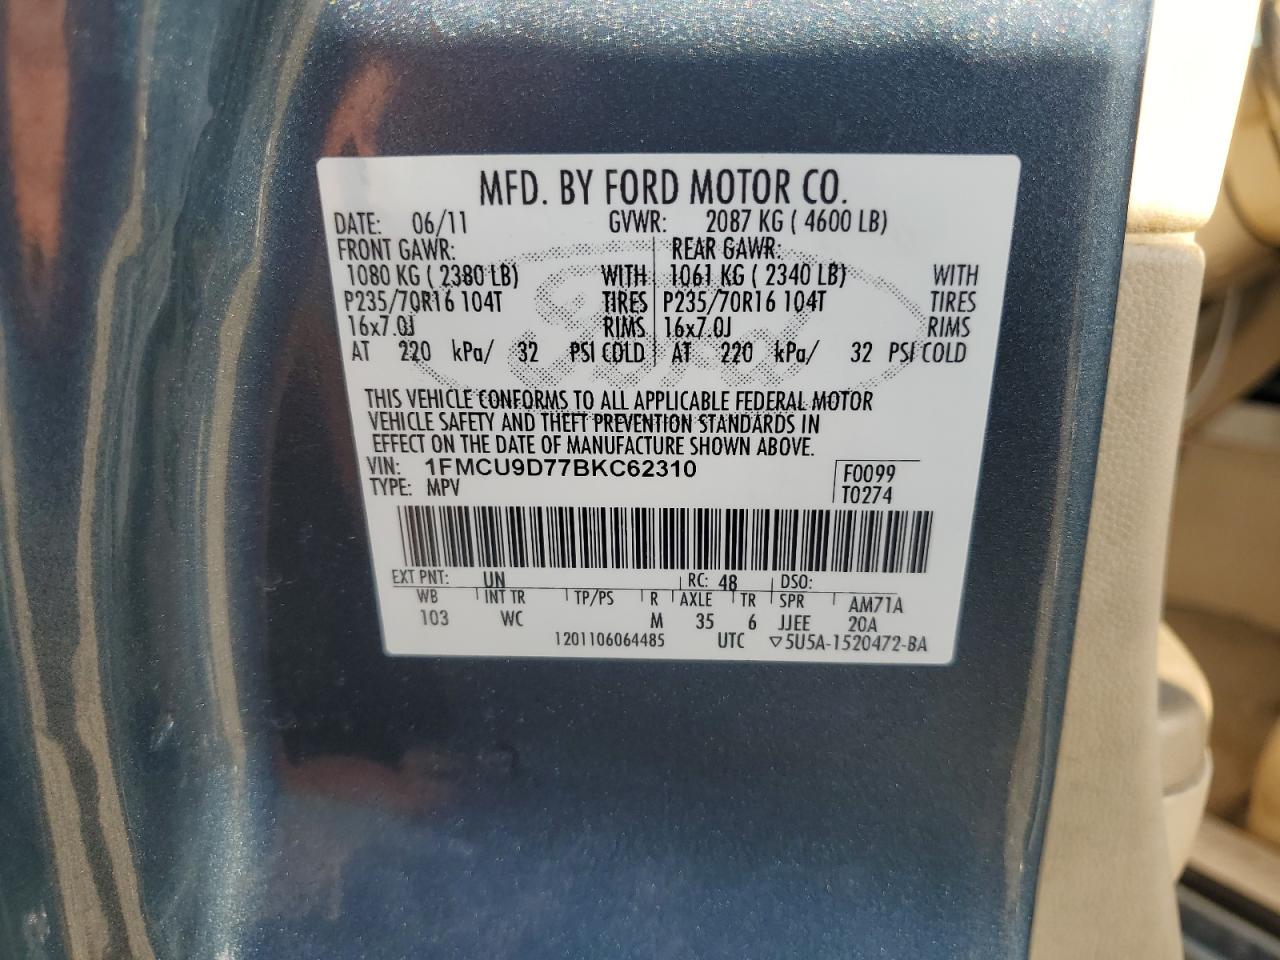 MFD. BY FORD MOTOR CO.
DATE: 06/11 GVWR: 2087 KG ( 4600 LB)
FRONT GAWR: REAR GAWR:
1080 KG ( 2380 LB) WITH 1061 KG ( 2340 LB) WITH
P235/70R16 104T TIRES P235/70R16 104T TIRES
16x7.0J RIMS 16x7.0J RIMS
AT 220 kPa/ 32 PSI COLD AT 220 kPa/ 32 PSI COLD
Ford
THIS VEHICLE CONFORMS TO ALL APPLICABLE FEDERAL MOTOR
VEHICLE SAFETY AND THEFT PREVENTION STANDARDS IN
EFFECT ON THE DATE OF MANUFACTURE SHOWN ABOVE.
VIN: 1FMCU9D77BKC62310 F0099
TYPE: MPV T0274
EXT PNT: UN RC: 48 DSO:
WB INT TR TP/PS R AXLE TR SPR AM71A
103 WC M 35 6 JJEE 20A
1201106064485 UTC ▽5U5A-1520472-BA